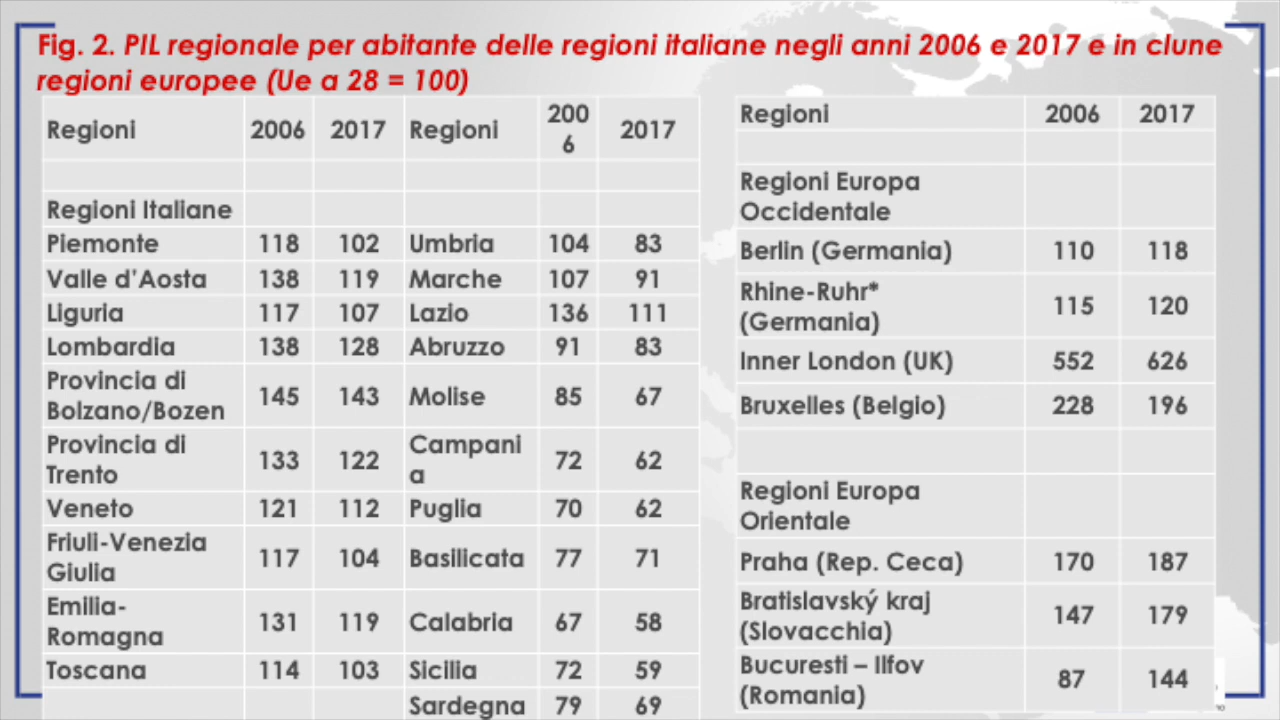 Fig. 2. PIL regionale per abitante delle regioni italiane negli anni 2006 e 2017 e in clune
regioni europee (Ue a 28 = 100)
Regioni 2006 2017 Regioni 200
6 2017
Regioni Italiane
Piemonte 118 102 Umbria 104 83
Valle d'Aosta 138 119 Marche 107 91
Liguria 117 107 Lazio 136 111
Lombardia 138 128 Abruzzo 91 83
Provincia di
Bolzano/Bozen 145 143 Molise 85 67
Provincia di
Trento 133 122 Campani
a 72 62
Veneto 121 112 Puglia 70 62
Friuli-Venezia
Giulia 117 104 Basilicata 77 71
Emilia-
Romagna 131 119 Calabria 67 58
Toscana 114 103 Sicilia 72 59
Sardegna 79 69
Regioni 2006 2017
Regioni Europa
Occidentale
Berlin (Germania) 110 118
Rhine-Ruhr*
(Germania) 115 120
Inner London (UK) 552 626
Bruxelles (Belgio) 228 196
Regioni Europa
Orientale
Praha (Rep. Ceca) 170 187
Bratislavský kraj
(Slovacchia) 147 179
Bucuresti – Ilfov
(Romania) 87 144